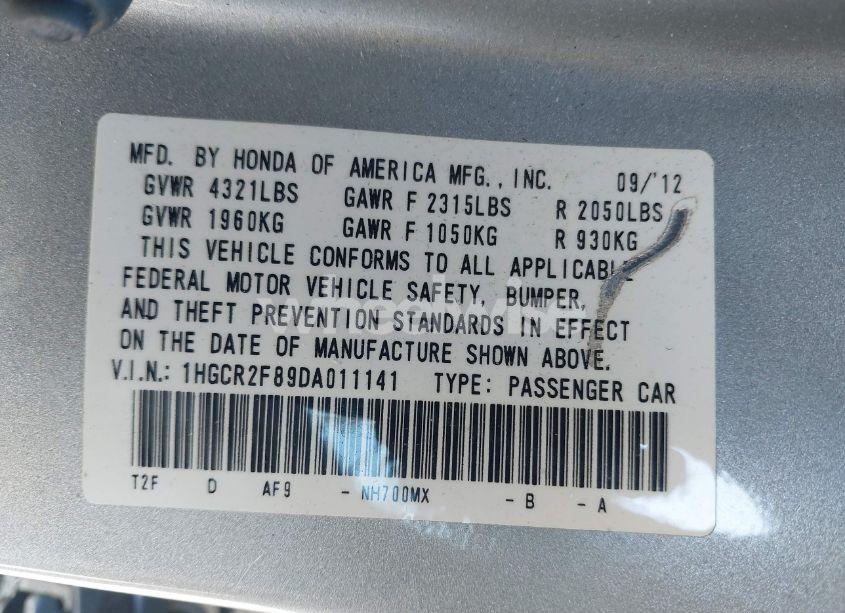 MFD. BY HONDA OF AMERICA MFG., INC. 09/'12
GVWR 4321LBS GAWR F 2315LBS R 2050LBS
GVWR 1960KG GAWR F 1050KG R 930KG
THIS VEHICLE CONFORMS TO ALL APPLICABLE
FEDERAL MOTOR VEHICLE SAFETY, BUMPER,
AND THEFT PREVENTION STANDARDS IN EFFECT
ON THE DATE OF MANUFACTURE SHOWN ABOVE.
V.I.N.: 1HGCR2F89DA011141 TYPE: PASSENGER CAR
T2F D AF9 - NH700MX - B - A